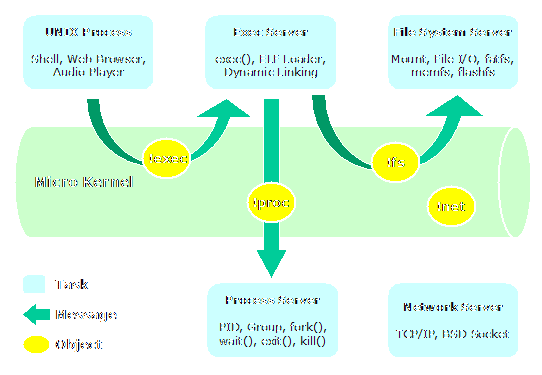 UNIX Process
Shell, Web Browser,
Audio Player
Exec Server
exec(), ELF Loader,
Dynamic Linking
File System Server
Mount, File I/O, fatfs,
memfs, flashfs
!exec
!fs
Micro Kernel
!proc
!net
Process Server
PID, Group, fork(),
wait(), exit(), kill()
Network Server
TCP/IP, BSD Socket
Task
Message
Object